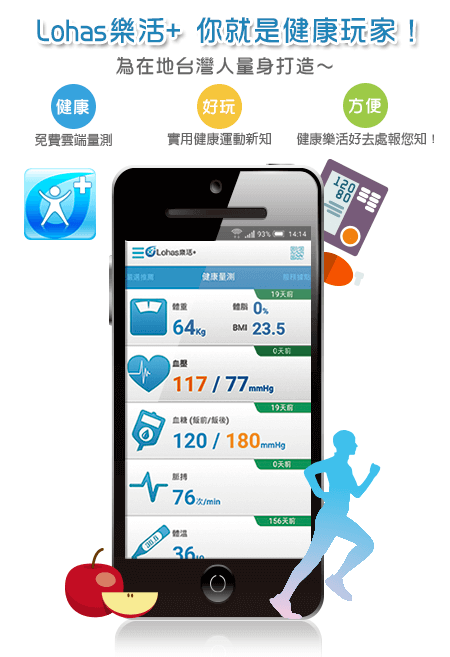 Lohas樂活+ 你就是健康玩家！
為在地台灣人量身打造～
健康
好玩
方便
免費雲端量測
實用健康運動新知
健康樂活好去處報您知！
120
80
93% 14:14
Lohas樂活+
健康量測
19天前
體重
64Kg
體脂 0%
BMI 23.5
0天前
血壓
117 / 77mmHg
19天前
血糖 (飯前/飯後)
120 / 180mmHg
0天前
脈搏
76次/min
156天前
體溫